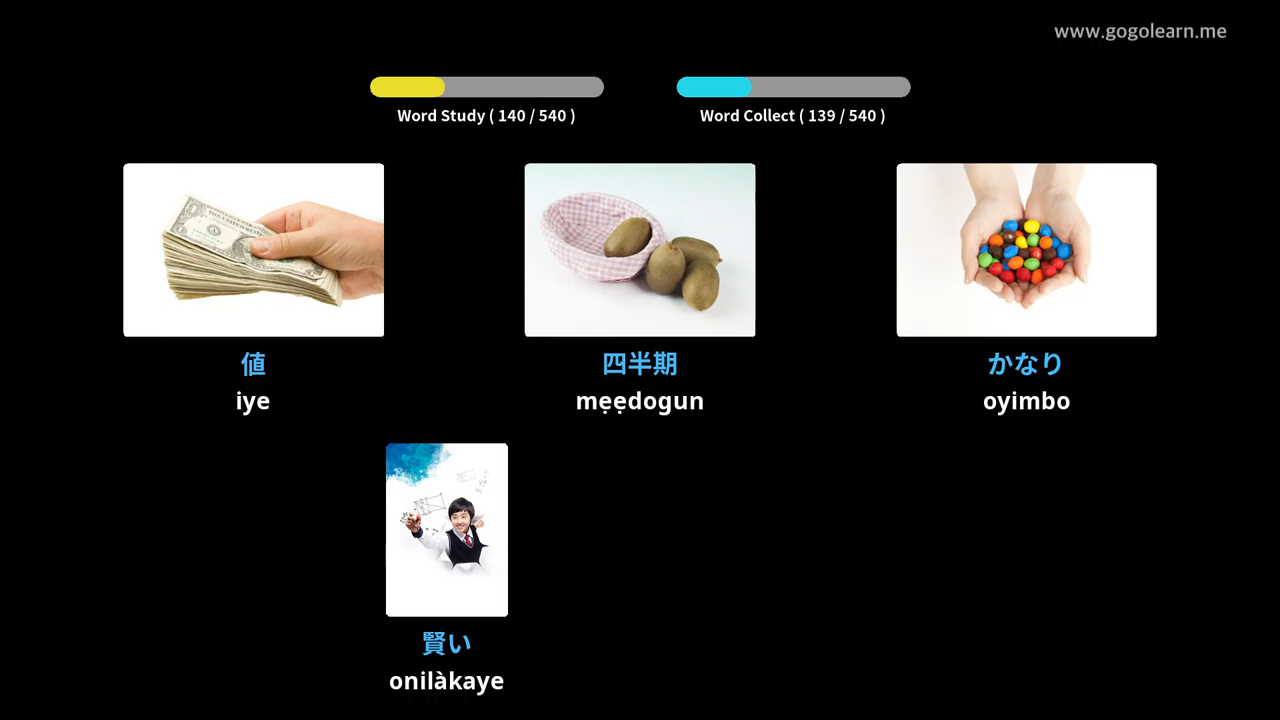 www.gogolearn.me
Word Study ( 140 / 540 )
Word Collect ( 139 / 540 )
値
iye
四半期
mẹẹdogun
かなり
oyimbo
賢い
onilàkaye